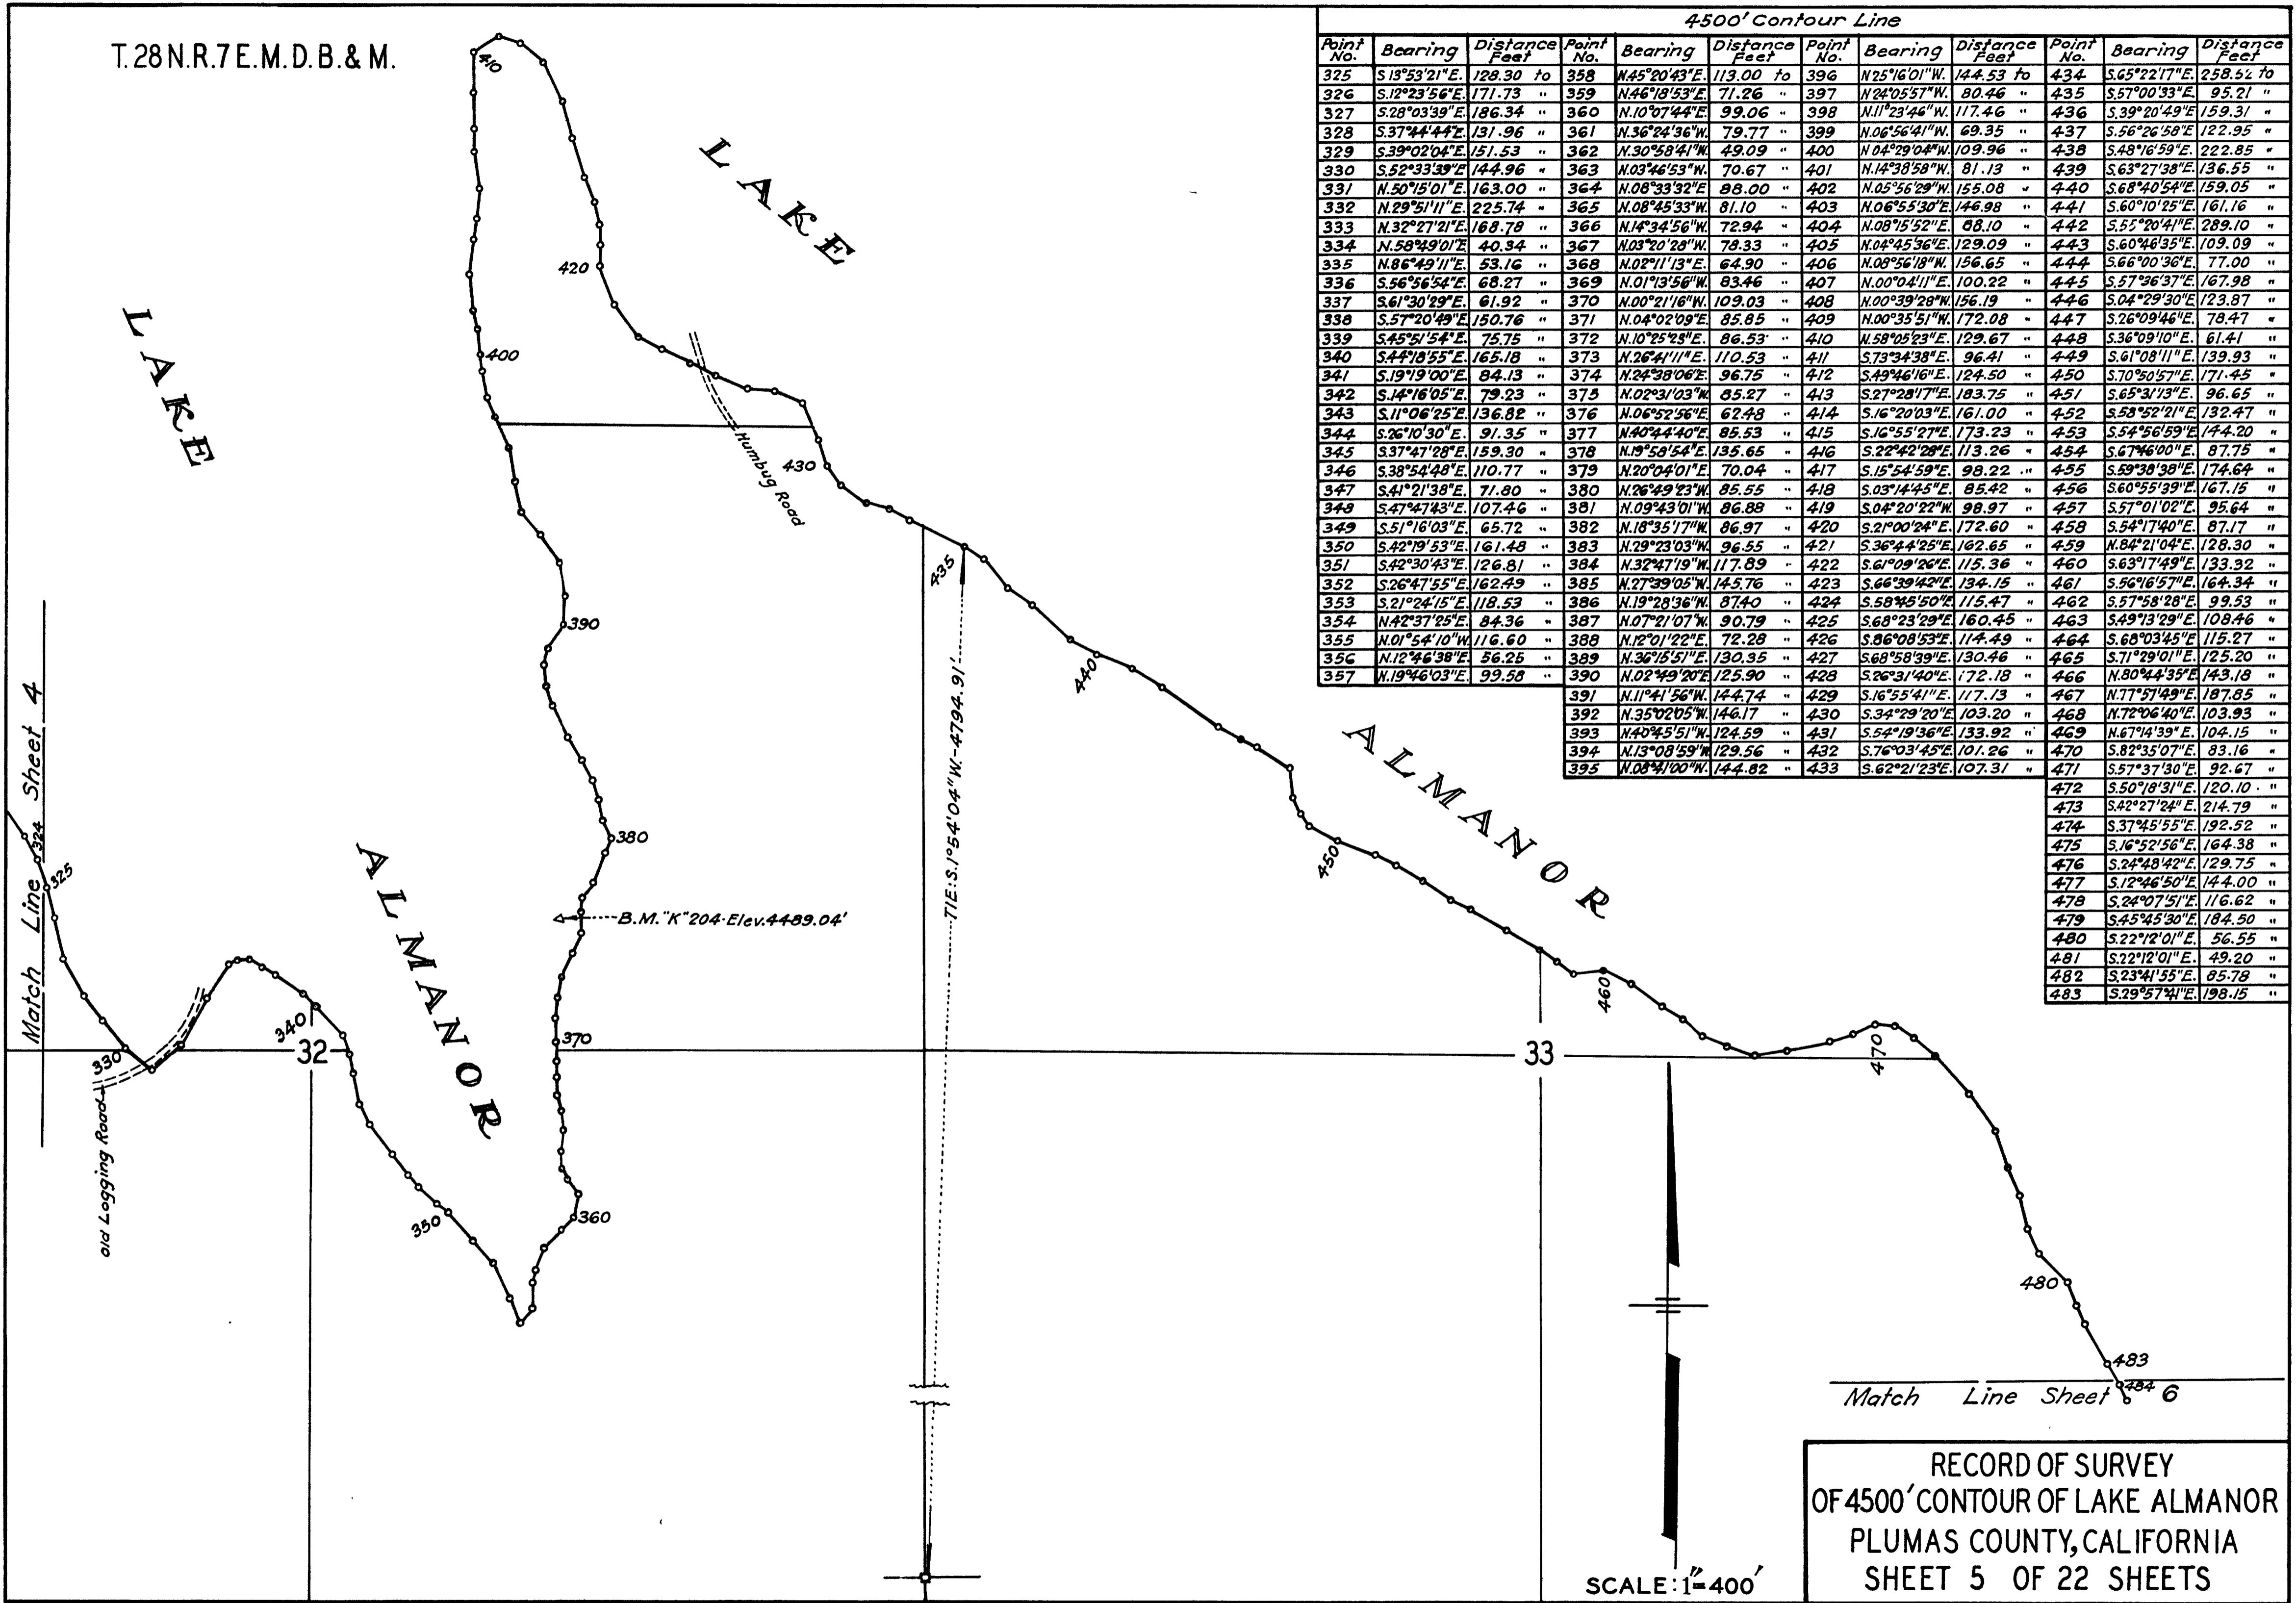 T.28N.R.7E.M.D.B.& M.
4500' Contour Line
Point No. Bearing Distance Feet Point No. Bearing Distance Feet Point No. Bearing Distance Feet Point No. Bearing Distance Feet
325 S 13°53'21"E. 128.30 to 358 N.45°20'43"E. 113.00 to 396 N25°16'01"W. 144.53 to 434 S.65°22'17"E. 258.52 to
326 S.12°23'56"E. 171.73 " 359 N.46°18'53"E. 71.26 " 397 N24°05'57"W. 80.46 " 435 S.57°00'33"E. 95.21 "
327 S.28°03'39"E. 186.34 " 360 N.10°07'44"E. 99.06 " 398 N.11°23'46"W. 117.46 " 436 S.39°20'49"E 159.31 "
328 S.37°44'44"E. 131.96 " 361 N.36°24'36"W. 79.77 " 399 N.06°56'41"W. 69.35 " 437 S.56°26'58"E 122.95 "
329 S.39°02'04"E. 151.53 " 362 N.30°58'41"W. 49.09 " 400 N 04°29'04"W. 109.96 " 438 S.48°16'59"E. 222.85 "
330 S.52°33'39"E 144.96 " 363 N.03°46'53"W. 70.67 " 401 N.14°38'58"W. 81.13 " 439 S.63°27'38"E. 136.55 "
331 N.50°15'01"E. 163.00 " 364 N.08°33'32"E 88.00 " 402 N.05°56'29"W. 155.08 " 440 S.68°40'54"E. 159.05 "
332 N.29°51'11"E. 225.74 " 365 N.08°45'33"W. 81.10 " 403 N.06°55'30"E. 146.98 " 441 S.60°10'25"E. 161.16 "
333 N.32°27'21"E. 168.78 " 366 N.14°34'56"W. 72.94 " 404 N.08°15'52"E. 88.10 " 442 S.55°20'41"E 289.10 "
334 N.58°49'01"E 40.34 " 367 N.03°20'28"W. 78.33 " 405 N.04°45'36"E. 129.09 " 443 S.60°46'35"E. 109.09 "
335 N.86°49'11"E. 53.16 " 368 N.02°11'13"E. 64.90 " 406 N.08°56'18"W. 156.65 " 444 S.66°00'36"E. 77.00 "
336 S.56°56'54"E 68.27 " 369 N.01°13'56"W. 83.46 " 407 N.00°04'11"E. 100.22 " 445 S.57°36'37"E. 167.98 "
337 S.61°30'29"E. 61.92 " 370 N.00°21'16"W. 109.03 " 408 N.00°39'28"W. 156.19 " 446 S.04°29'30"E 123.87 "
338 S.57°20'49"E 150.76 " 371 N.04°02'09"E. 85.85 " 409 N.00°35'51"W. 172.08 " 447 S.26°09'46"E. 78.47 "
339 S.45°51'54"E. 75.75 " 372 N.10°25'25"E. 86.53 " 410 N.58°05'23"E. 129.67 " 448 S.36°09'10"E 61.41 "
340 S.44°18'55"E. 165.18 " 373 N.26°41'11"E. 110.53 " 411 S.73°34'38"E. 96.41 " 449 S.61°08'11"E. 139.93 "
341 S.19°19'00"E. 84.13 " 374 N.24°38'06"E. 96.75 " 412 S.49°46'16"E. 124.50 " 450 S.70°50'57"E. 171.45 "
342 S.14°16'05"E. 79.23 " 375 N.02°31'03"W. 85.27 " 413 S.27°28'17"E. 183.75 " 451 S.65°31'13"E. 96.65 "
343 S.11°06'25"E. 136.82 " 376 N.06°52'56"E 62.48 " 414 S.16°20'03"E. 161.00 " 452 S.58°52'21"E 132.47 "
344 S.26°10'30"E. 91.35 " 377 N.40°44'40"E. 85.53 " 415 S.16°55'27"E. 173.23 " 453 S.54°56'59"E. 144.20 "
345 S.37°47'28"E. 159.30 " 378 N.19°58'54"E. 135.65 " 416 S.22°42'28"E. 113.26 " 454 S.67°46'00"E. 87.75 "
346 S.38°54'48"E. 110.77 " 379 N.20°04'01"E. 70.04 " 417 S.15°54'59"E. 98.22 " 455 S.59°38'38"E. 174.64 "
347 S.41°21'38"E. 71.80 " 380 N.26°49'23"W. 85.55 " 418 S.03°14'45"E. 85.42 " 456 S.60°55'39"E. 167.15 "
348 S.47°47'43"E. 107.46 " 381 N.09°43'01"W. 86.88 " 419 S.04°20'22"W. 98.97 " 457 S.57°01'02"E. 95.64 "
349 S.51°16'03"E. 65.72 " 382 N.18°35'17"W. 86.97 " 420 S.21°00'24"E. 172.60 " 458 S.54°17'40"E. 87.17 "
350 S.42°19'53"E. 161.48 " 383 N.29°23'03"W. 96.55 " 421 S.36°44'25"E. 162.65 " 459 N.84°21'04"E. 128.30 "
351 S.42°30'43"E. 126.81 " 384 N.32°47'19"W. 117.89 " 422 S.61°09'26"E. 115.36 " 460 S.63°17'49"E. 133.32 "
352 S.26°47'55"E. 162.49 " 385 N.27°39'05"W. 145.76 " 423 S.66°39'42"E. 134.15 " 461 S.56°16'57"E. 164.34 "
353 S.21°24'15"E. 118.53 " 386 N.19°28'36"W. 87.40 " 424 S.58°45'50"E. 115.47 " 462 S.57°58'28"E. 99.53 "
354 N.42°37'25"E. 84.36 " 387 N.07°21'07"W. 90.79 " 425 S.68°23'29"E. 160.45 " 463 S.49°13'29"E. 108.46 "
355 N.01°54'10"W. 116.60 " 388 N.12°01'22"E. 72.28 " 426 S.86°08'53"E. 114.49 " 464 S.68°03'45"E 115.27 "
356 N.12°46'38"E. 56.25 " 389 N.36°15'51"E. 130.35 " 427 S.68°58'39"E. 130.46 " 465 S.71°29'01"E. 125.20 "
357 N.19°46'03"E. 99.58 " 390 N.02°49'20"E. 125.90 " 428 S.26°31'40"E. 172.18 " 466 N.80°44'35"E. 143.18 "
391 N.11°41'56"W. 144.74 " 429 S.16°55'41"E. 117.13 " 467 N.77°57'49"E. 187.85 "
392 N.35°02'05"W. 146.17 " 430 S.34°29'20"E. 103.20 " 468 N.72°06'40"E. 103.93 "
393 N.40°45'51"W. 124.59 " 431 S.54°19'36"E. 133.92 " 469 N.67°14'39"E. 104.15 "
394 N.13°08'59"W. 129.56 " 432 S.76°03'45"E. 101.26 " 470 S.82°35'07"E. 83.16 "
395 N.08°41'00"W. 144.82 " 433 S.62°21'23"E. 107.31 " 471 S.57°37'30"E. 92.67 "
472 S.50°18'31"E. 120.10 "
473 S.42°27'24"E. 214.79 "
474 S.37°45'55"E. 192.52 "
475 S.16°52'56"E. 164.38 "
476 S.24°48'42"E. 129.75 "
477 S.12°46'50"E. 144.00 "
478 S.24°07'51"E. 116.62 "
479 S.45°45'30"E. 184.50 "
480 S.22°12'01"E. 56.55 "
481 S.22°12'01"E. 49.20 "
482 S.23°41'55"E. 85.78 "
483 S.29°57'41"E. 198.15 "
410
LAKE
420
LAKE
400
Humbug Road
430
435
390
440
TIE:S.1°54'04"W.-4794.91'
ALMANOR
Match Line Sheet 4
324
325
380
450
ALMANOR
B.M."K"204-Elev.4489.04'
460
340
330
32
370
33
470
old Logging Road
350
360
480
483
484
Match Line Sheet 6
SCALE:1"=400'
RECORD OF SURVEY
OF 4500' CONTOUR OF LAKE ALMANOR
PLUMAS COUNTY, CALIFORNIA
SHEET 5 OF 22 SHEETS